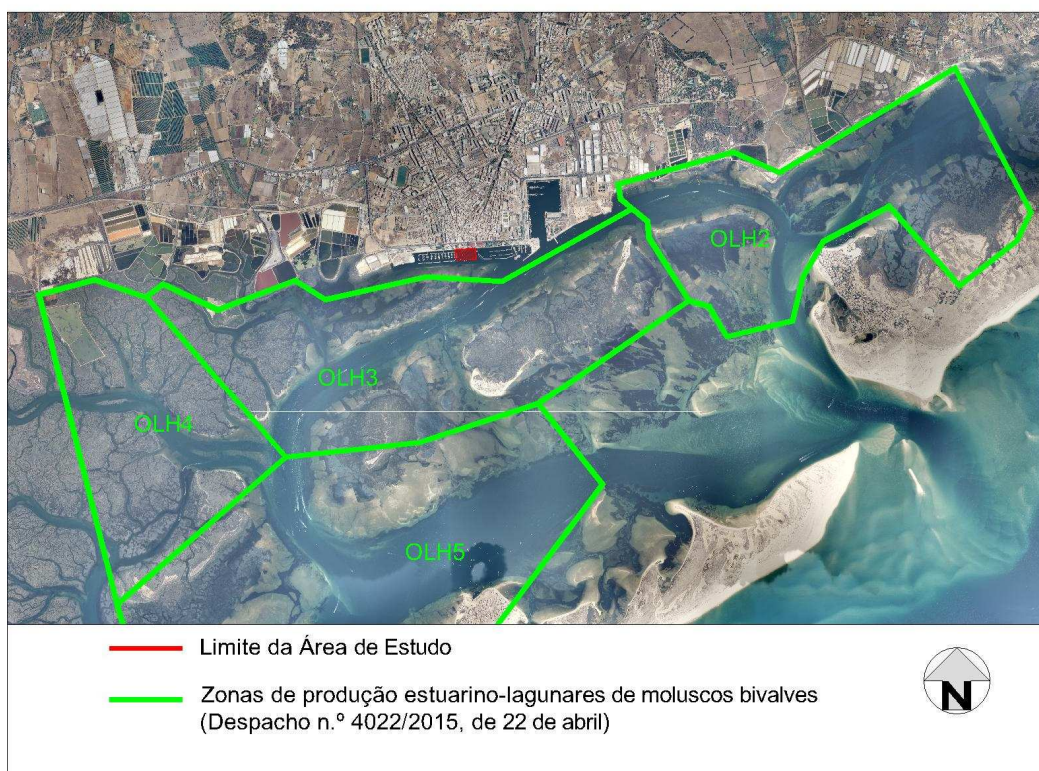 OLH2
OLH3
OLH4
OLH5
Limite da Área de Estudo
Zonas de produção estuarino-lagunares de moluscos bivalves
(Despacho n.º 4022/2015, de 22 de abril)
N